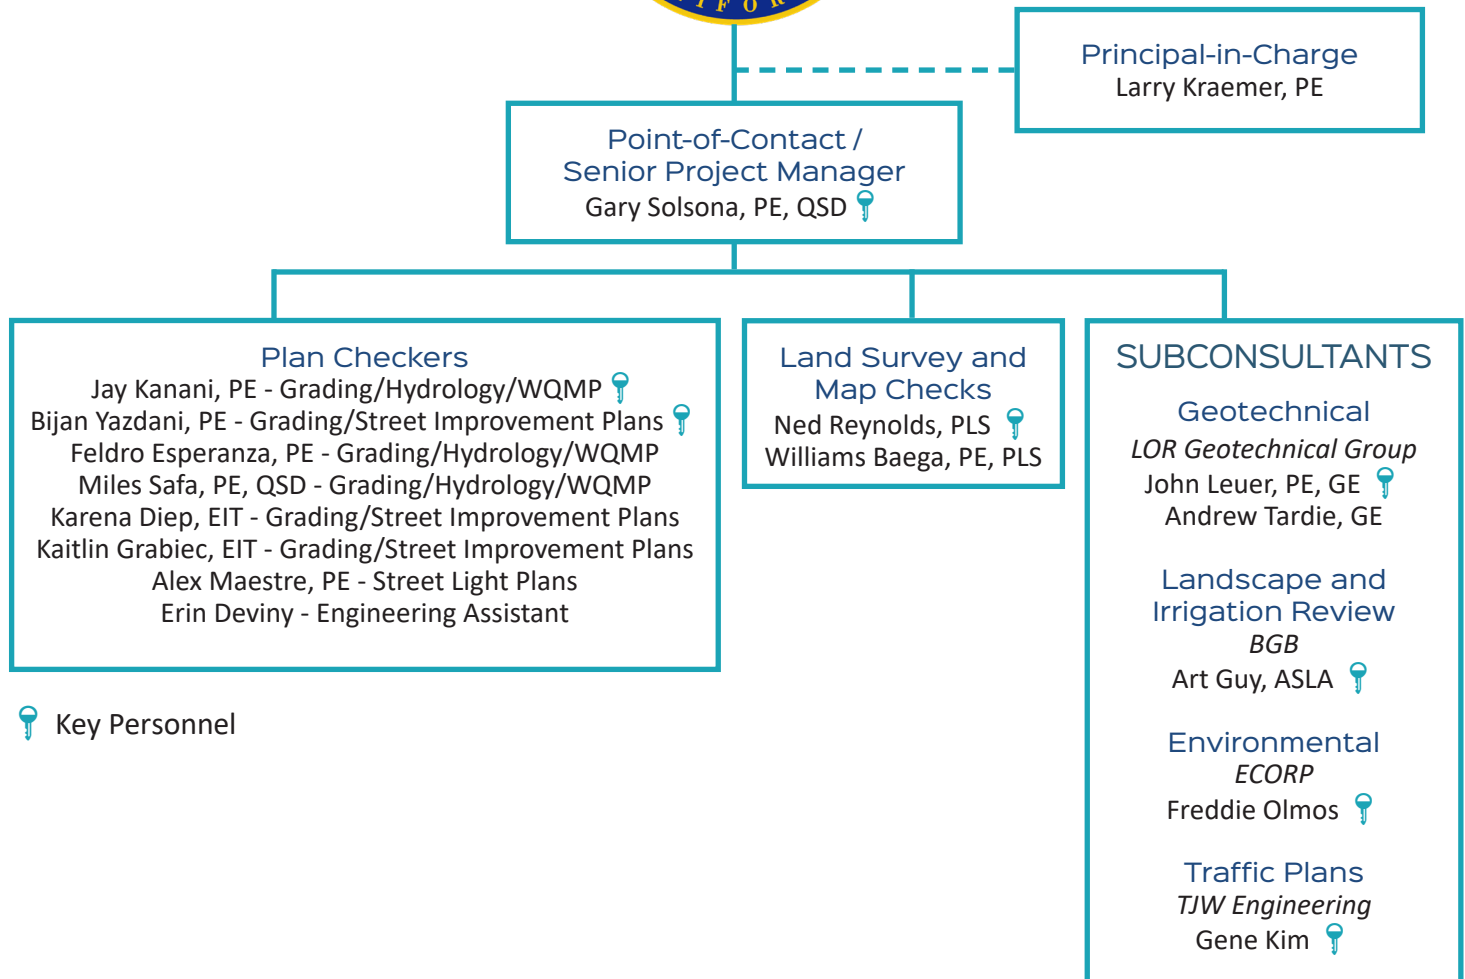 IFOR
Principal-in-Charge
Larry Kraemer, PE
Point-of-Contact /
Senior Project Manager
Gary Solsona, PE, QSD
Plan Checkers
Jay Kanani, PE - Grading/Hydrology/WQMP
Bijan Yazdani, PE - Grading/Street Improvement Plans
Feldro Esperanza, PE - Grading/Hydrology/WQMP
Miles Safa, PE, QSD - Grading/Hydrology/WQMP
Karena Diep, EIT - Grading/Street Improvement Plans
Kaitlin Grabiec, EIT - Grading/Street Improvement Plans
Alex Maestre, PE - Street Light Plans
Erin Deviny - Engineering Assistant
Land Survey and
Map Checks
Ned Reynolds, PLS
Williams Baega, PE, PLS
SUBCONSULTANTS
Geotechnical
LOR Geotechnical Group
John Leuer, PE, GE
Andrew Tardie, GE
Landscape and
Irrigation Review
BGB
Art Guy, ASLA
Environmental
ECORP
Freddie Olmos
Traffic Plans
TJW Engineering
Gene Kim
Key Personnel